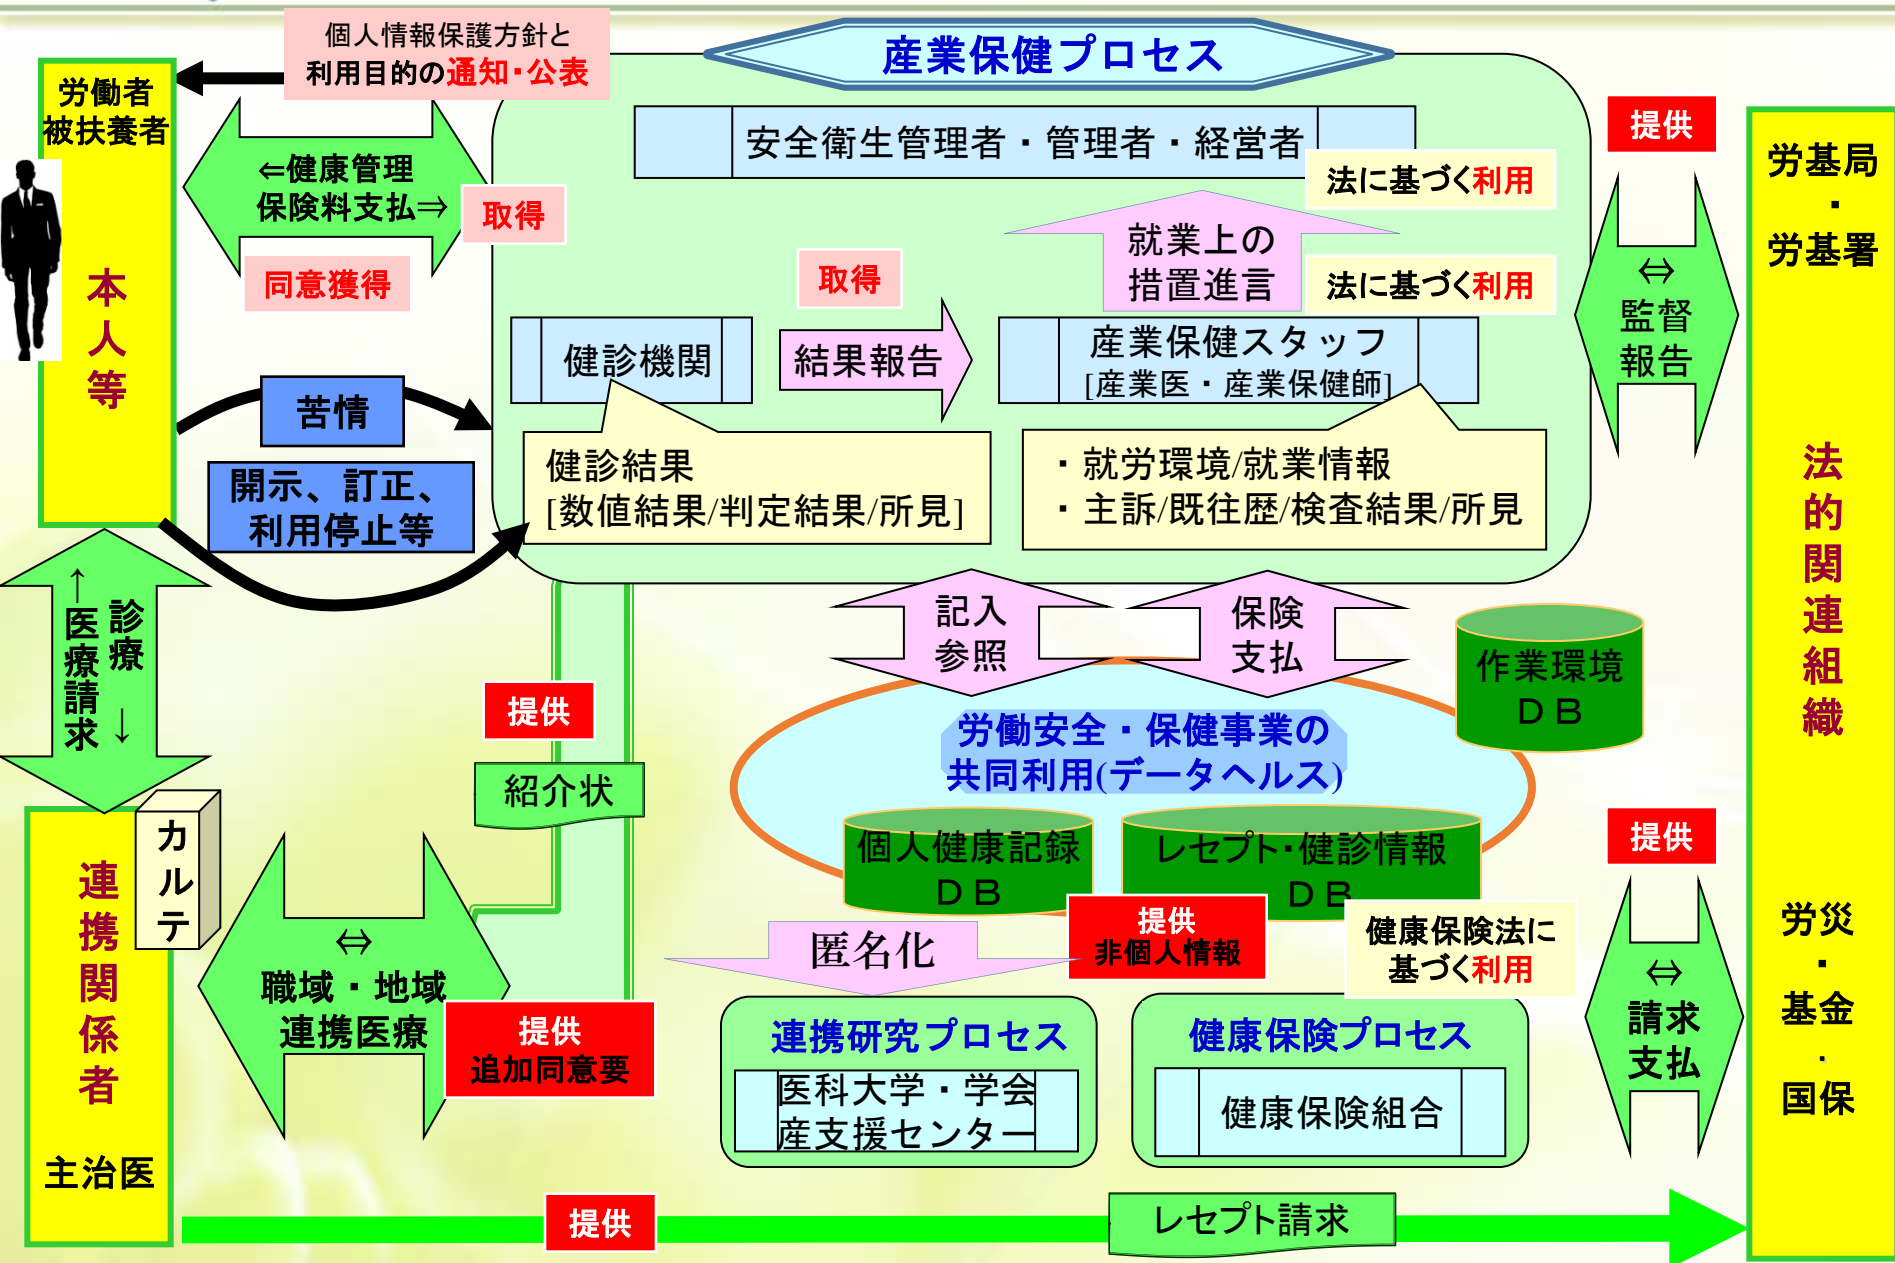 個人情報保護方針と
利用目的の通知・公表
産業保健プロセス
労働者
被扶養者
本人等
⇐健康管理
保険料支払⇒
取得
同意獲得
安全衛生管理者・管理者・経営者
法に基づく利用
就業上の
措置進言
法に基づく利用
取得
健診機関
結果報告
産業保健スタッフ
[産業医・産業保健師]
健診結果
[数値結果/判定結果/所見]
・就労環境/就業情報
・主訴/既往歴/検査結果/所見
苦情
開示、訂正、
利用停止等
提供
⇔
監督
報告
労基局
・
労基署
法的関連組織
労災
・
基金
・
国保
診療↓
↑医療請求
記入
参照
保険
支払
作業環境
DB
労働安全・保健事業の
共同利用(データヘルス)
個人健康記録
DB
レセプト・健診情報
DB
提供
紹介状
カルテ
連携関係者
主治医
⇔
職域・地域
連携医療
提供
追加同意要
匿名化
提供
非個人情報
健康保険法に
基づく利用
提供
⇔
請求
支払
連携研究プロセス
医科大学・学会
産支援センター
健康保険プロセス
健康保険組合
提供
レセプト請求